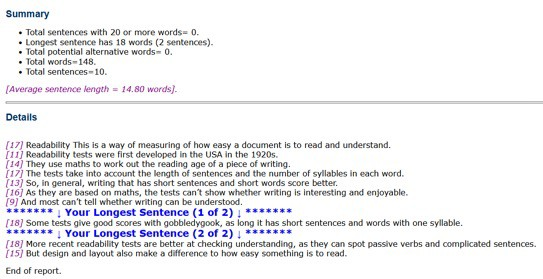 Summary
• Total sentences with 20 or more words= 0.
• Longest sentence has 18 words (2 sentences).
• Total potential alternative words= 0.
• Total words=148.
• Total sentences=10.
[Average sentence length = 14.80 words].
Details
[17] Readability This is a way of measuring of how easy a document is to read and understand.
[11] Readability tests were first developed in the USA in the 1920s.
[14] They use maths to work out the reading age of a piece of writing.
[17] The tests take into account the length of sentences and the number of syllables in each word.
[13] So, in general, writing that has short sentences and short words score better.
[16] As they are based on maths, the tests can't show whether writing is interesting and enjoyable.
[9] And most can't tell whether writing can be understood.
******* ↓ Your Longest Sentence (1 of 2) ↓ *******
[18] Some tests give good scores with gobbledygook, as long it has short sentences and words with one syllable.
******* ↓ Your Longest Sentence (2 of 2) ↓ *******
[18] More recent readability tests are better at checking understanding, as they can spot passive verbs and complicated sentences.
[15] But design and layout also make a difference to how easy something is to read.
End of report.